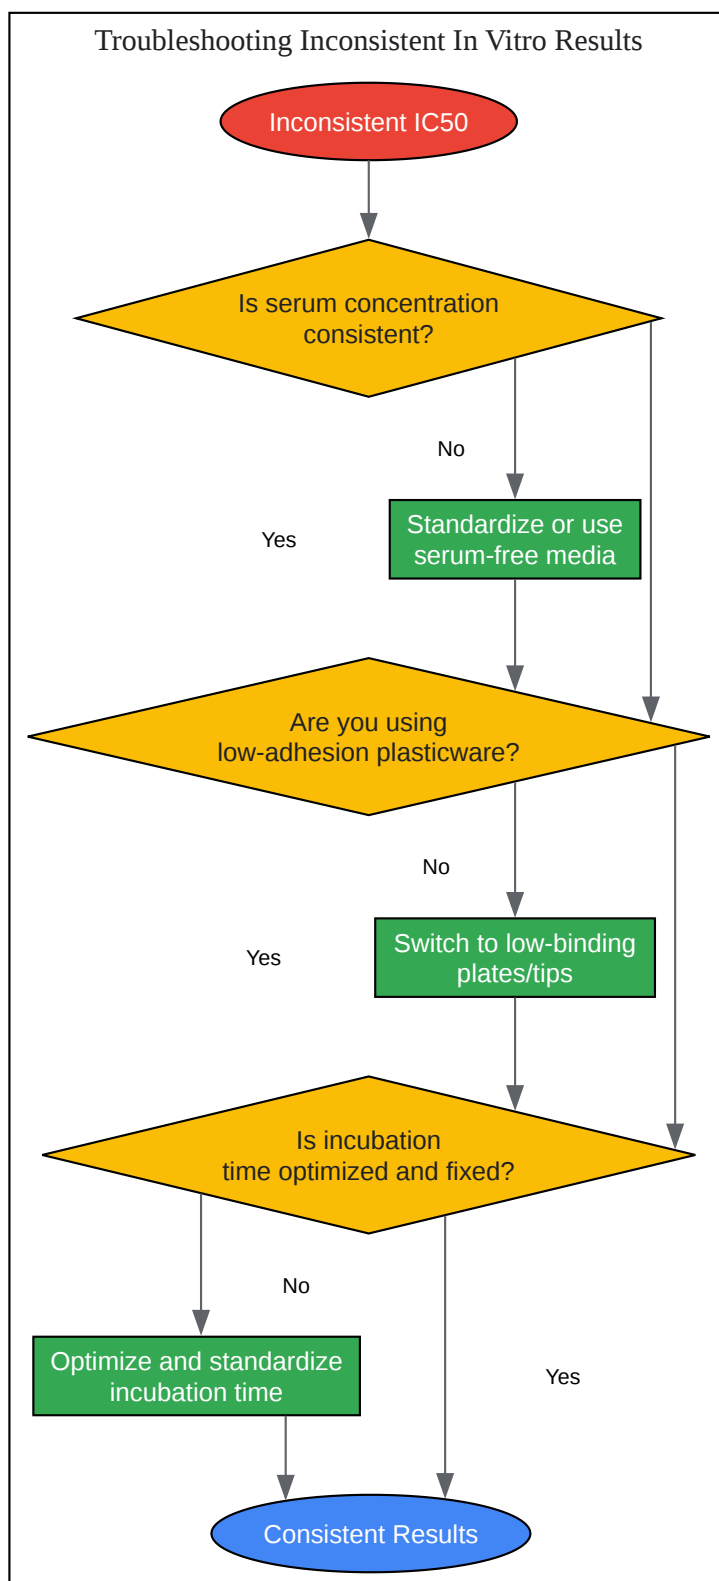 Troubleshooting Inconsistent In Vitro Results
Inconsistent IC50
Is serum concentration
consistent?
No
Standardize or use
serum-free media
Yes
Are you using
low-adhesion plasticware?
No
Switch to low-binding
plates/tips
Yes
Is incubation
time optimized and fixed?
No
Optimize and standardize
incubation time
Yes
Consistent Results